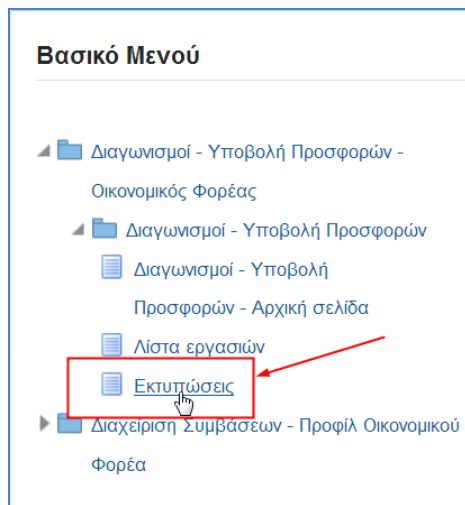 Βασικό Μενού
Διαγωνισμοί - Υποβολή Προσφορών -
Οικονομικός Φορέας
Διαγωνισμοί - Υποβολή Προσφορών
Διαγωνισμοί - Υποβολή
Προσφορών - Αρχική σελίδα
Λίστα εργασιών
Εκτυπώσεις
Διαχείριση Συμβάσεων - Προφίλ Οικονομικού
Φορέα